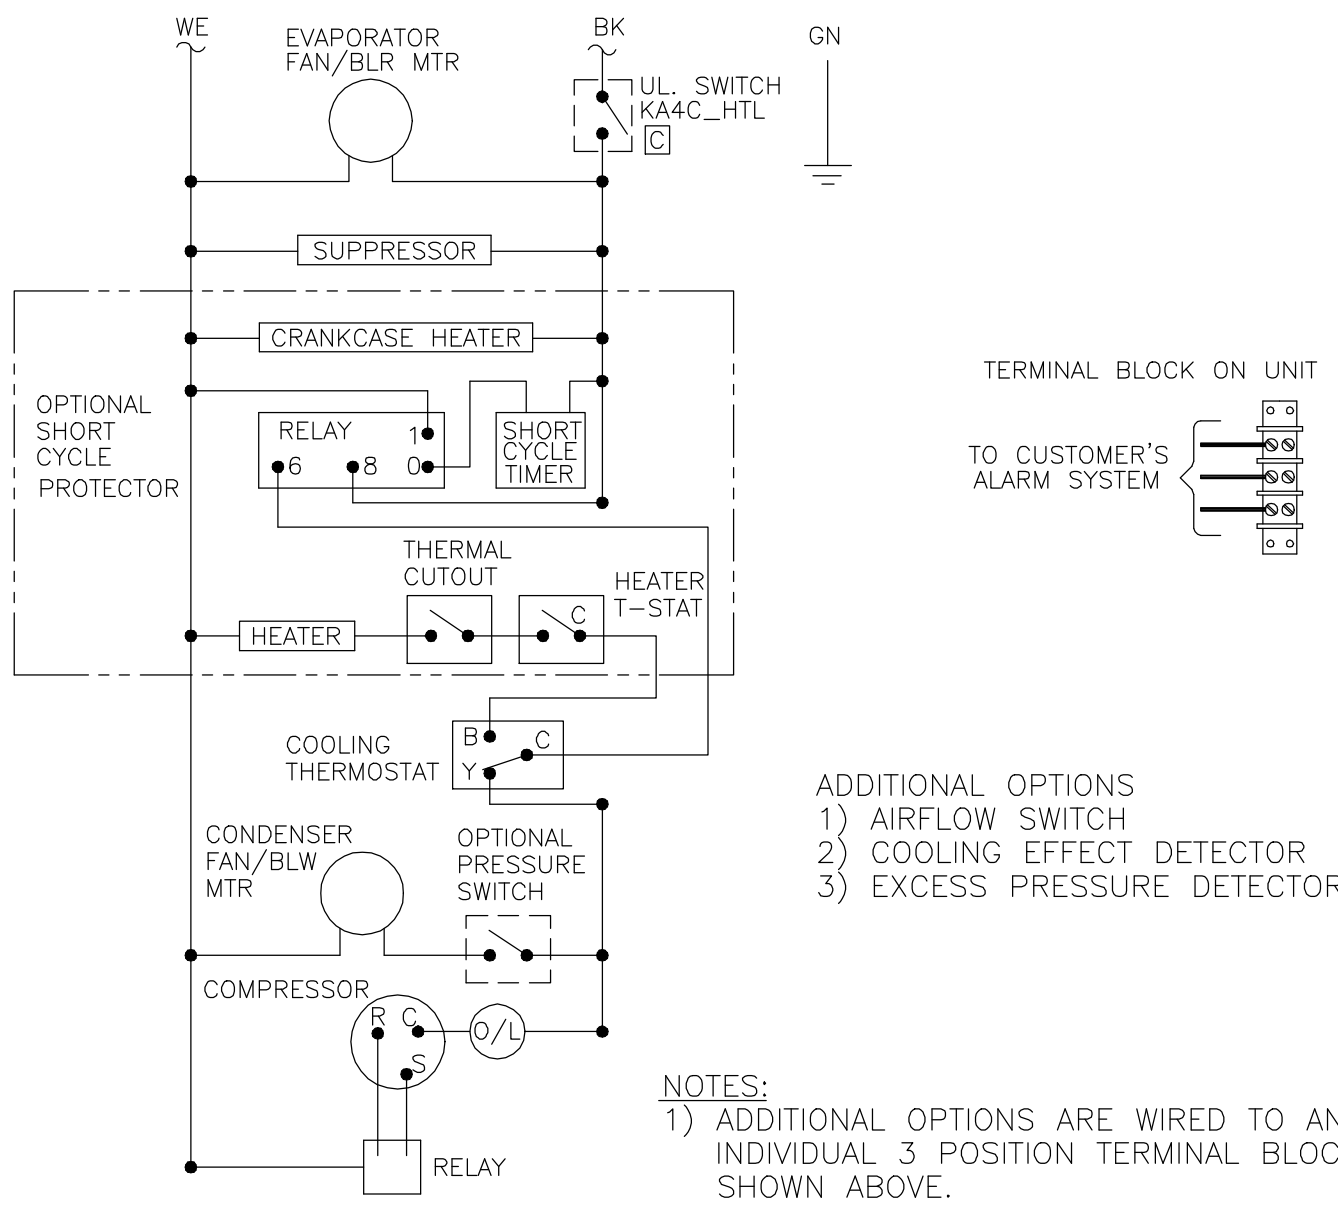 WE
EVAPORATOR
FAN/BLR MTR
BK
GN
UL. SWITCH
KA4C_HTL
C
SUPPRESSOR
CRANKCASE HEATER
OPTIONAL
SHORT
CYCLE
PROTECTOR
RELAY
1
6
8
0
SHORT
CYCLE
TIMER
TERMINAL BLOCK ON UNIT
TO CUSTOMER'S
ALARM SYSTEM
THERMAL
CUTOUT
HEATER
T-STAT
C
HEATER
COOLING
THERMOSTAT
B
C
Y
ADDITIONAL OPTIONS
1) AIRFLOW SWITCH
2) COOLING EFFECT DETECTOR
3) EXCESS PRESSURE DETECTOR
CONDENSER
FAN/BLW
MTR
OPTIONAL
PRESSURE
SWITCH
COMPRESSOR
R
C
S
O/L
RELAY
NOTES:
1) ADDITIONAL OPTIONS ARE WIRED TO AN
INDIVIDUAL 3 POSITION TERMINAL BLOC
SHOWN ABOVE.